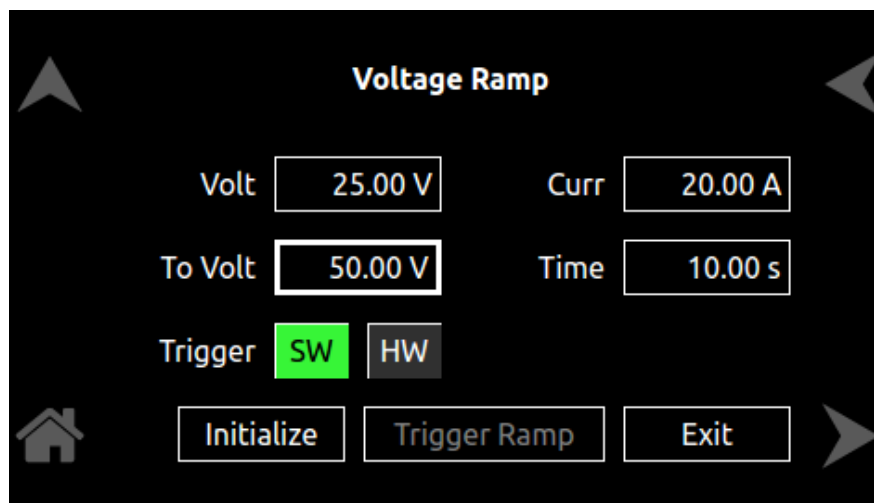 Voltage Ramp
Volt 25.00 V Curr 20.00 A
To Volt 50.00 V Time 10.00 s
Trigger SW HW
Initialize Trigger Ramp Exit